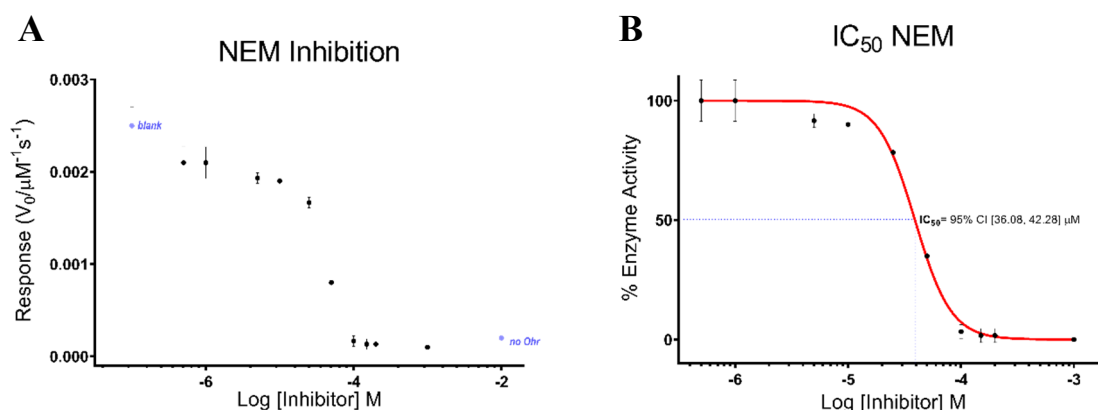 A
NEM Inhibition
Response (V₀/μM⁻¹s⁻¹)
0.003
0.002
0.001
0.000
blank
no Ohr
-6
-4
-2
Log [Inhibitor] M
B
IC₅₀ NEM
% Enzyme Activity
100
50
0
IC₅₀= 95% CI [36.08, 42.28] μM
-6
-5
-4
-3
Log [Inhibitor] M